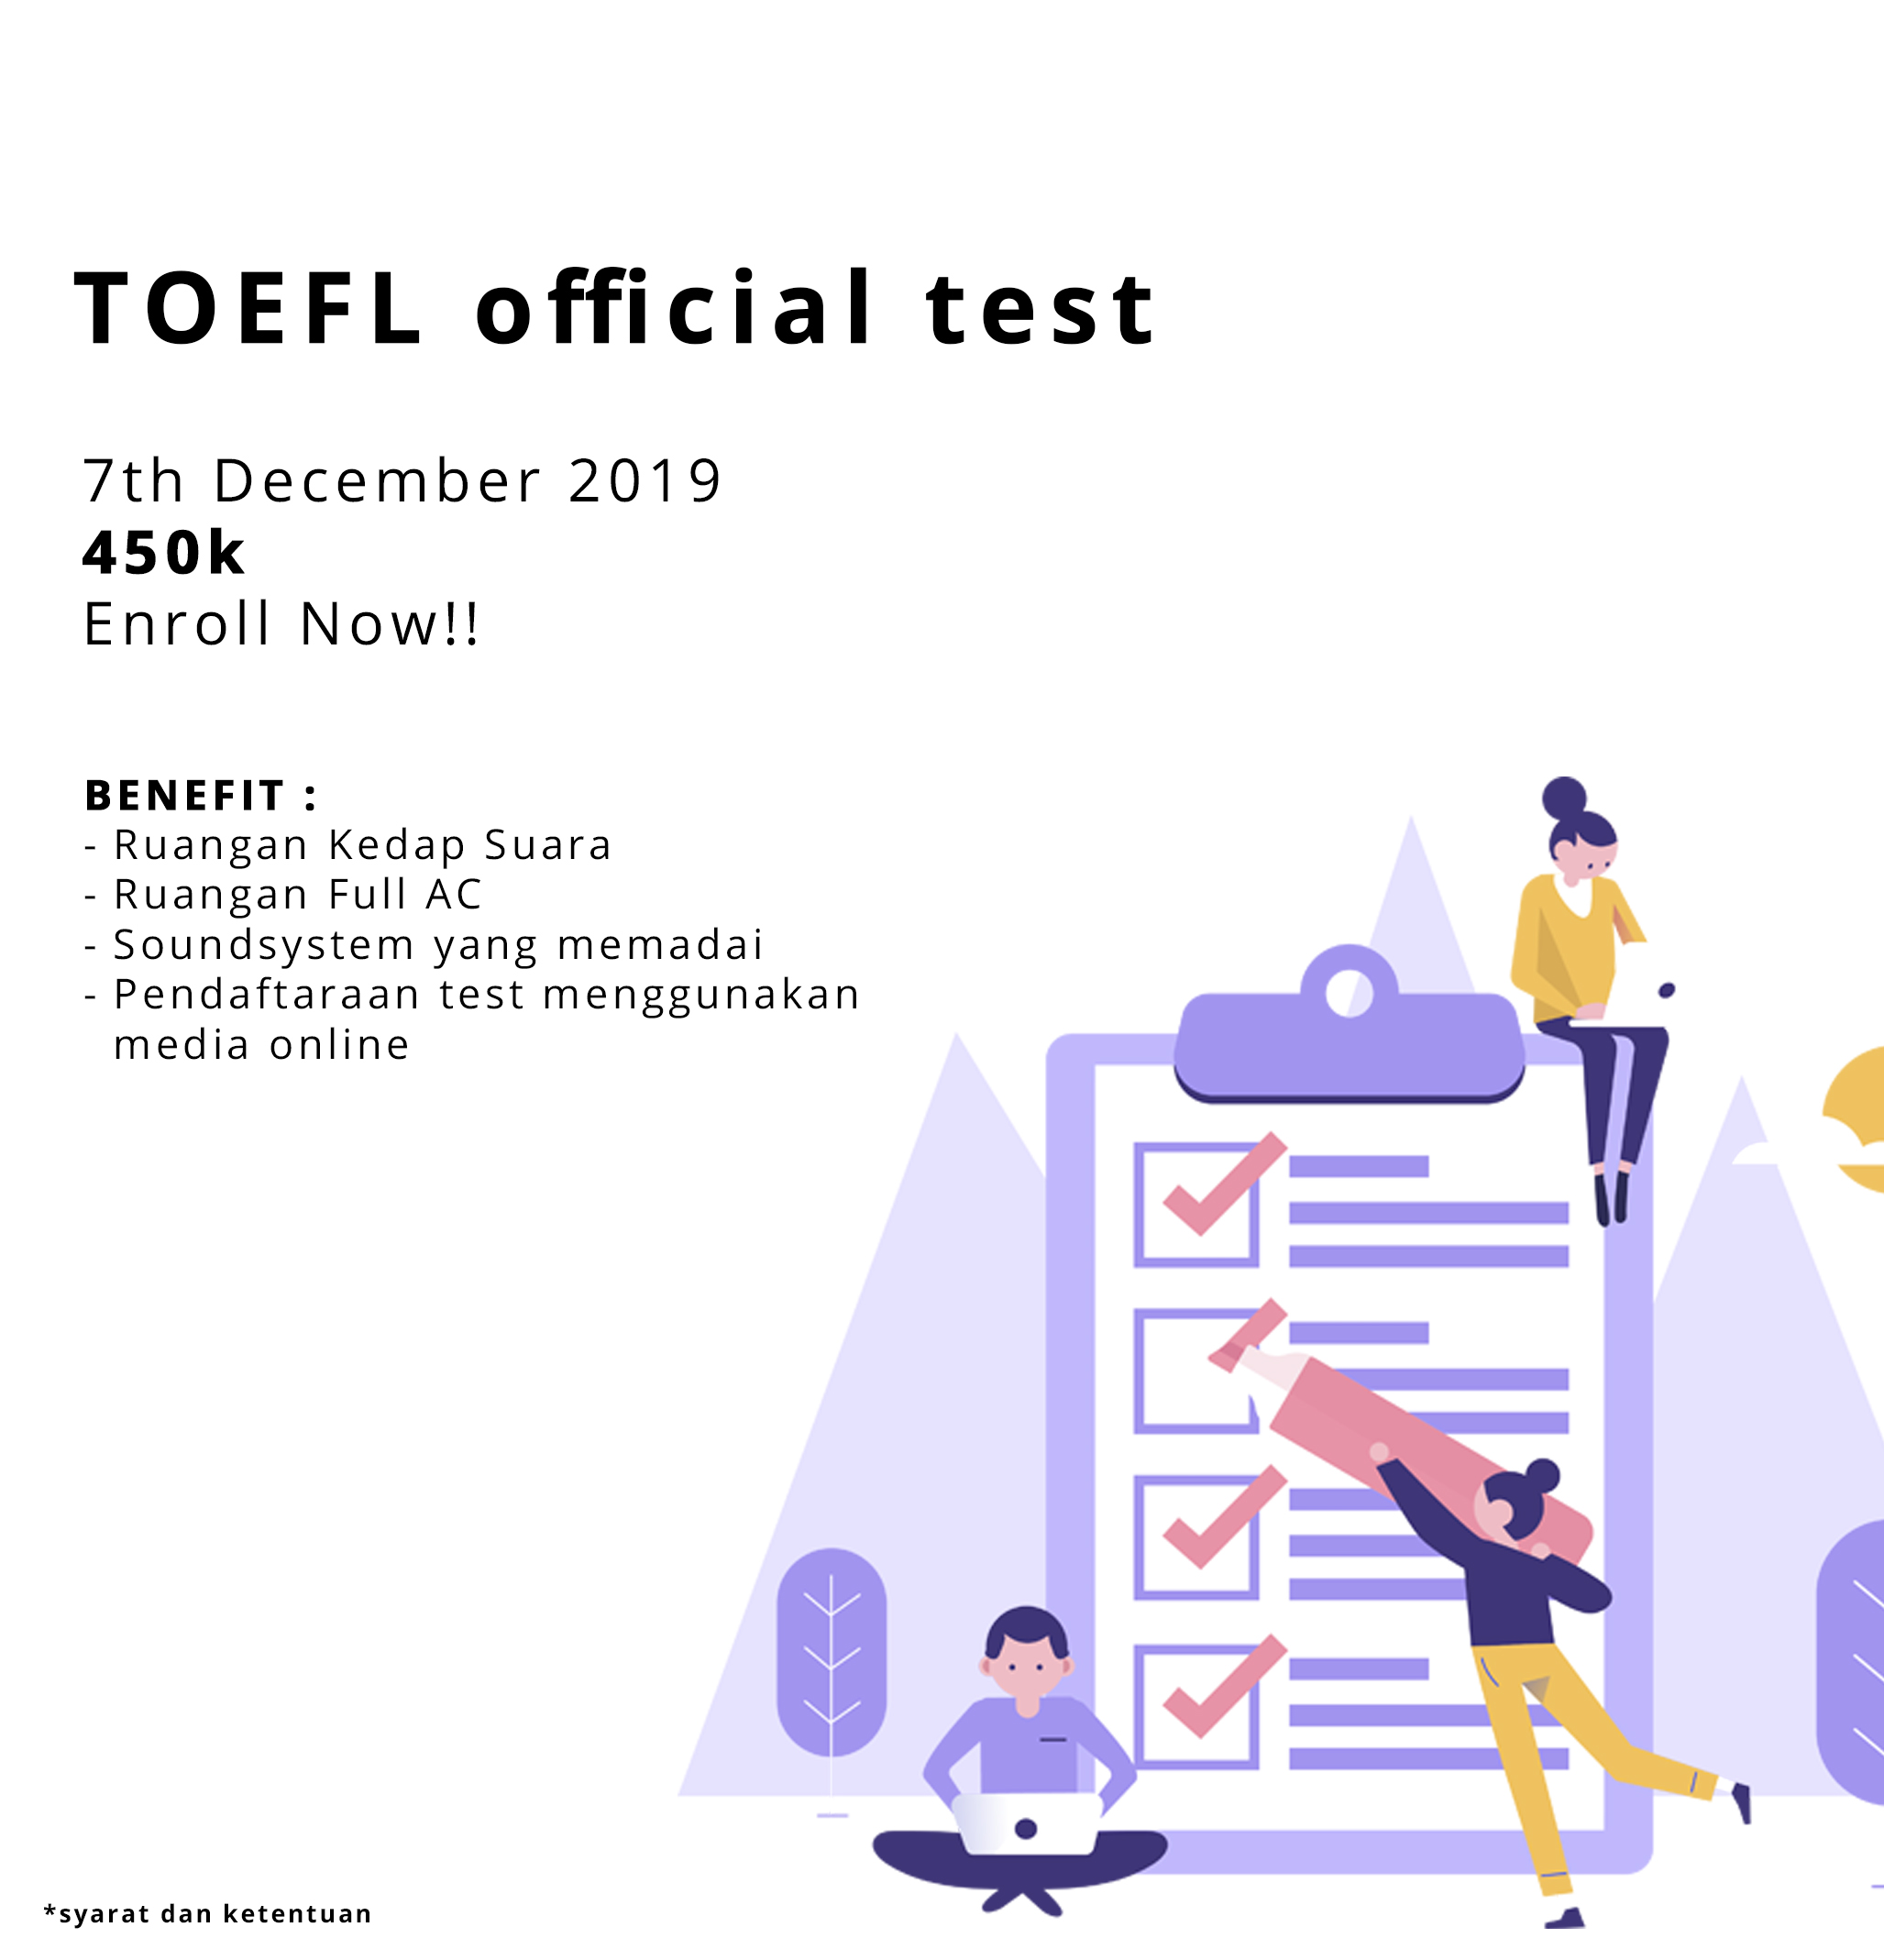 TOEFL official test
7th December 2019
450k
Enroll Now!!
BENEFIT :
- Ruangan Kedap Suara
- Ruangan Full AC
- Soundsystem yang memadai
- Pendaftaraan test menggunakan
media online
*syarat dan ketentuan